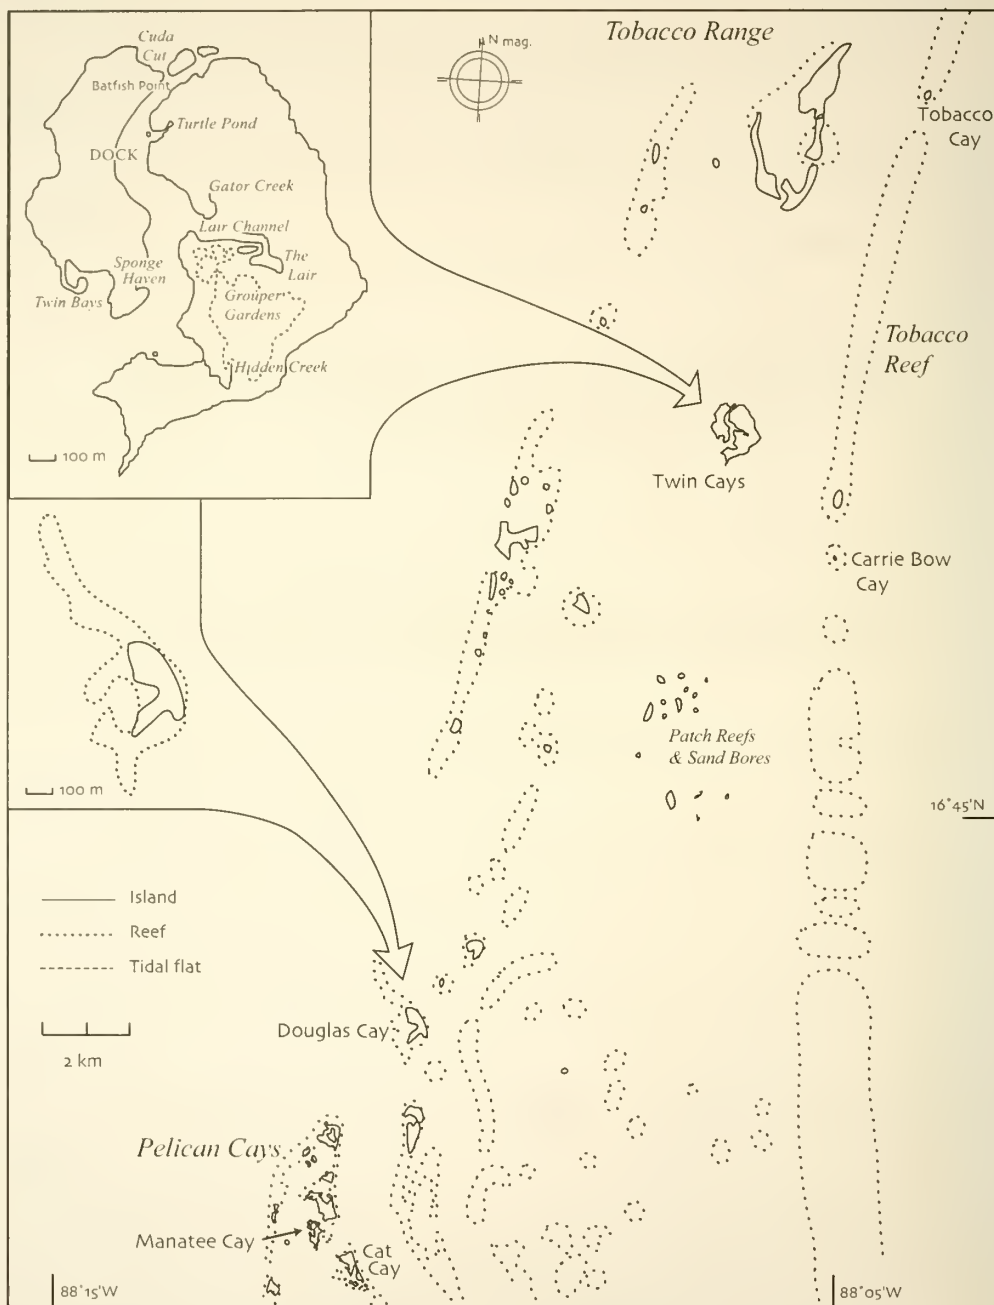 Cuda
Cut
Batfish Point
Turtle Pond
DOCK
Gator Creek
Lair Channel
The
Lair
Sponge
Haven
Twin Bays
Grouper
Gardens
Hidden Creek
100 m
N mag.
Tobacco Range
Tobacco
Cay
Tobacco
Reef
Twin Cays
Carrie Bow
Cay
Patch Reefs
& Sand Bores
16°45'N
100 m
Island
Reef
Tidal flat
2 km
Douglas Cay
Pelican Cays
Manatee Cay
Cat
Cay
88°15'W
88°05'W